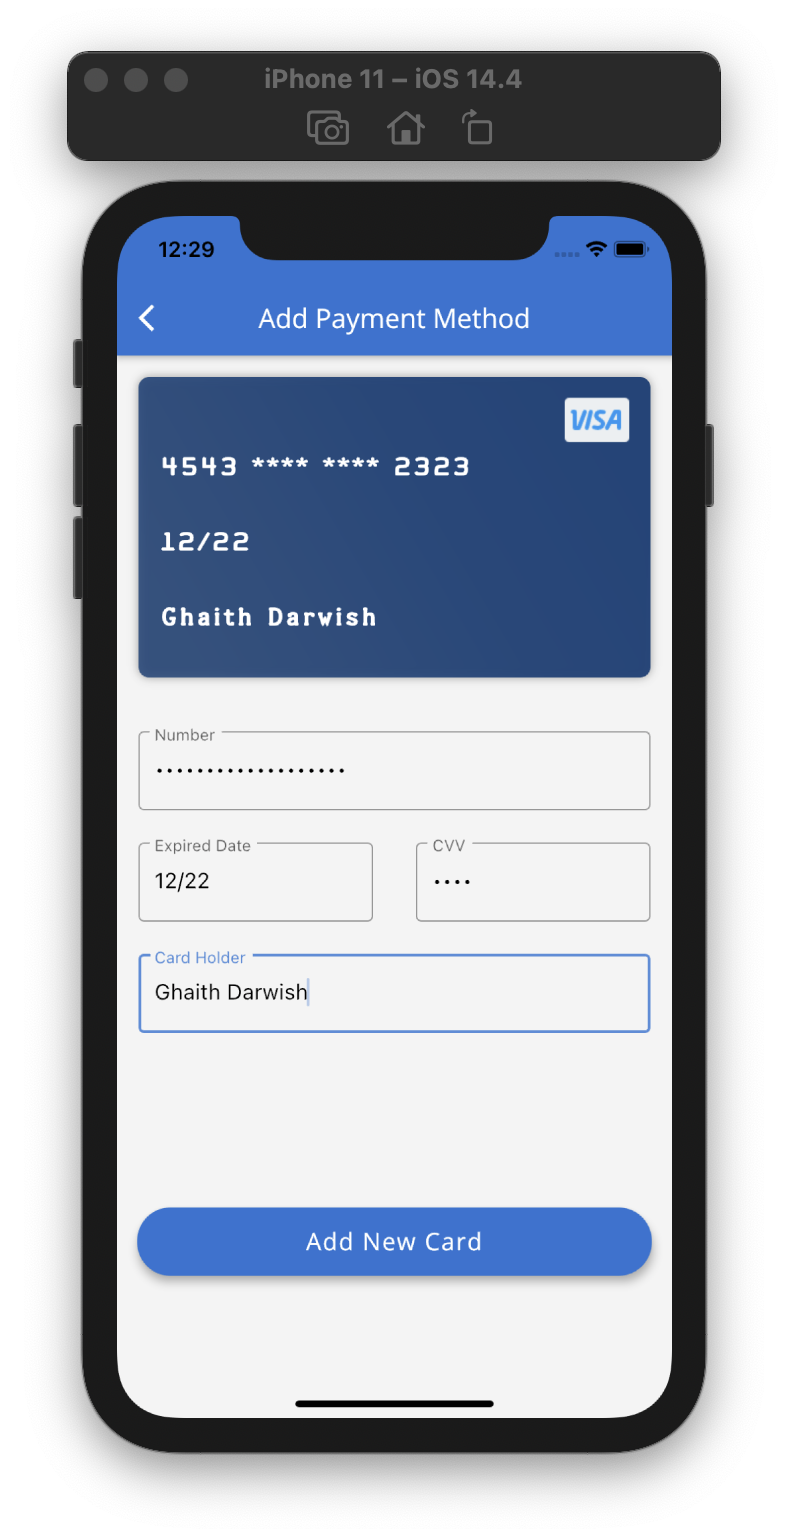 iPhone 11 – iOS 14.4
12:29
Add Payment Method
VISA
4543 **** **** 2323
12/22
Ghaith Darwish
Number
•••••••••••••••••••
Expired Date
CVV
12/22
••••
Card Holder
Ghaith Darwish
Add New Card